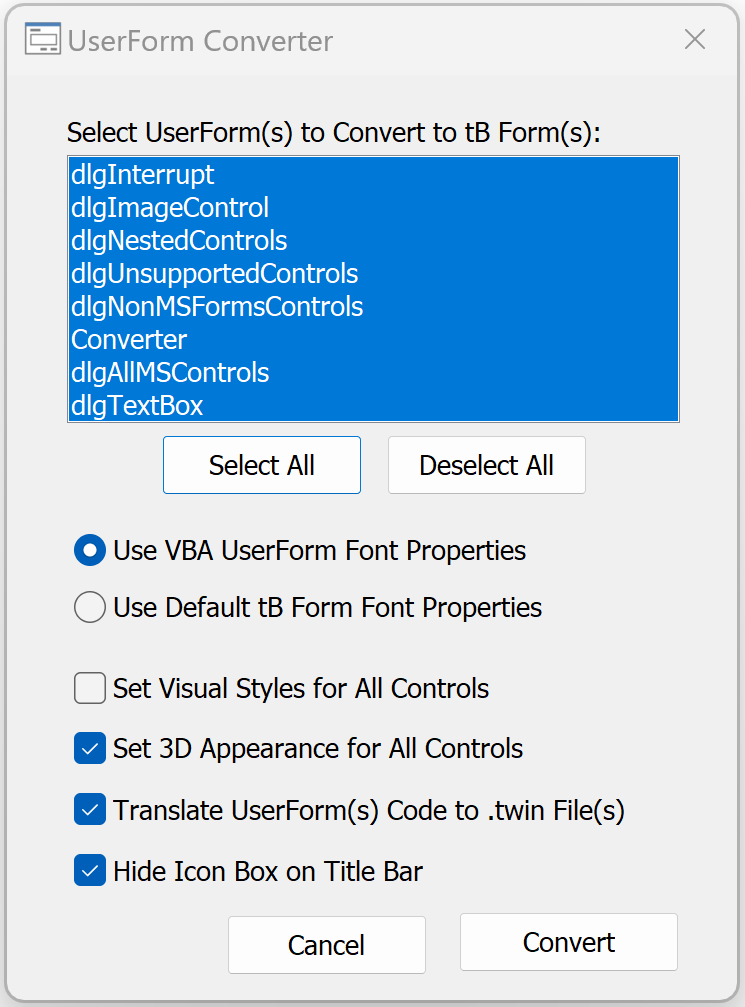 UserForm Converter
Select UserForm(s) to Convert to tB Form(s):
dlgInterrupt
dlgImageControl
dlgNestedControls
dlgUnsupportedControls
dlgNonMSFormsControls
Converter
dlgAllMSControls
dlgTextBox
Select All
Deselect All
Use VBA UserForm Font Properties
Use Default tB Form Font Properties
Set Visual Styles for All Controls
Set 3D Appearance for All Controls
Translate UserForm(s) Code to .twin File(s)
Hide Icon Box on Title Bar
Cancel
Convert